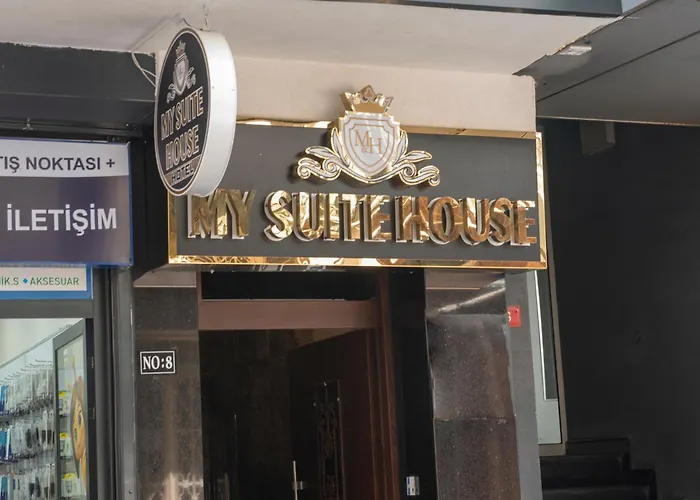 MY SUITE
HOUSE
HOTEL
MH
MY SUITE HOUSE
TIŞ NOKTASI +
İLETİŞİM
İK.S ♦ AKSESUAR
NO:8